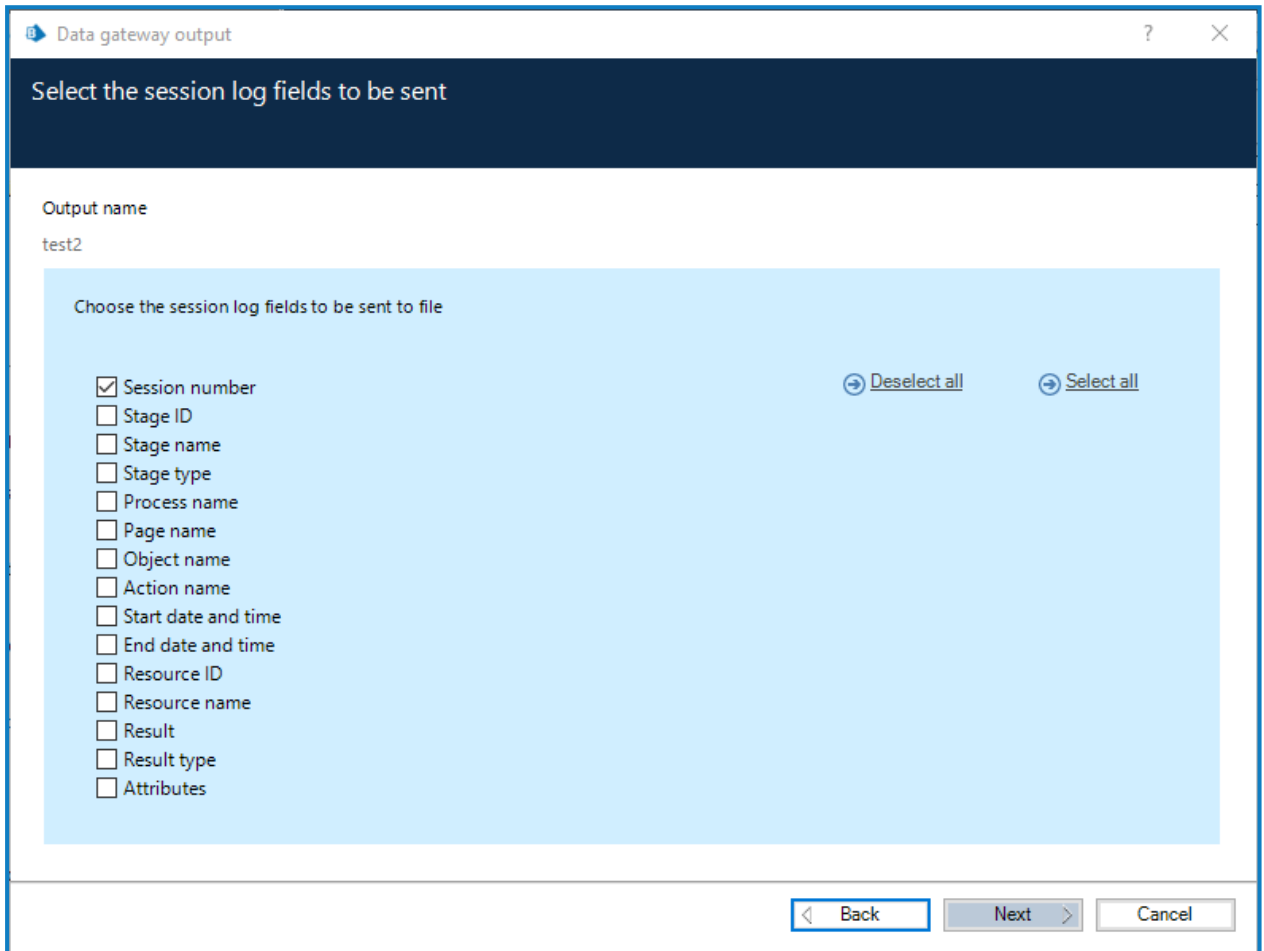 Data gateway output
?
Select the session log fields to be sent
Output name
test2
Choose the session log fields to be sent to file
Session number
Deselect all
Select all
Stage ID
Stage name
Stage type
Process name
Page name
Object name
Action name
Start date and time
End date and time
Resource ID
Resource name
Result
Result type
Attributes
Back
Next
Cancel